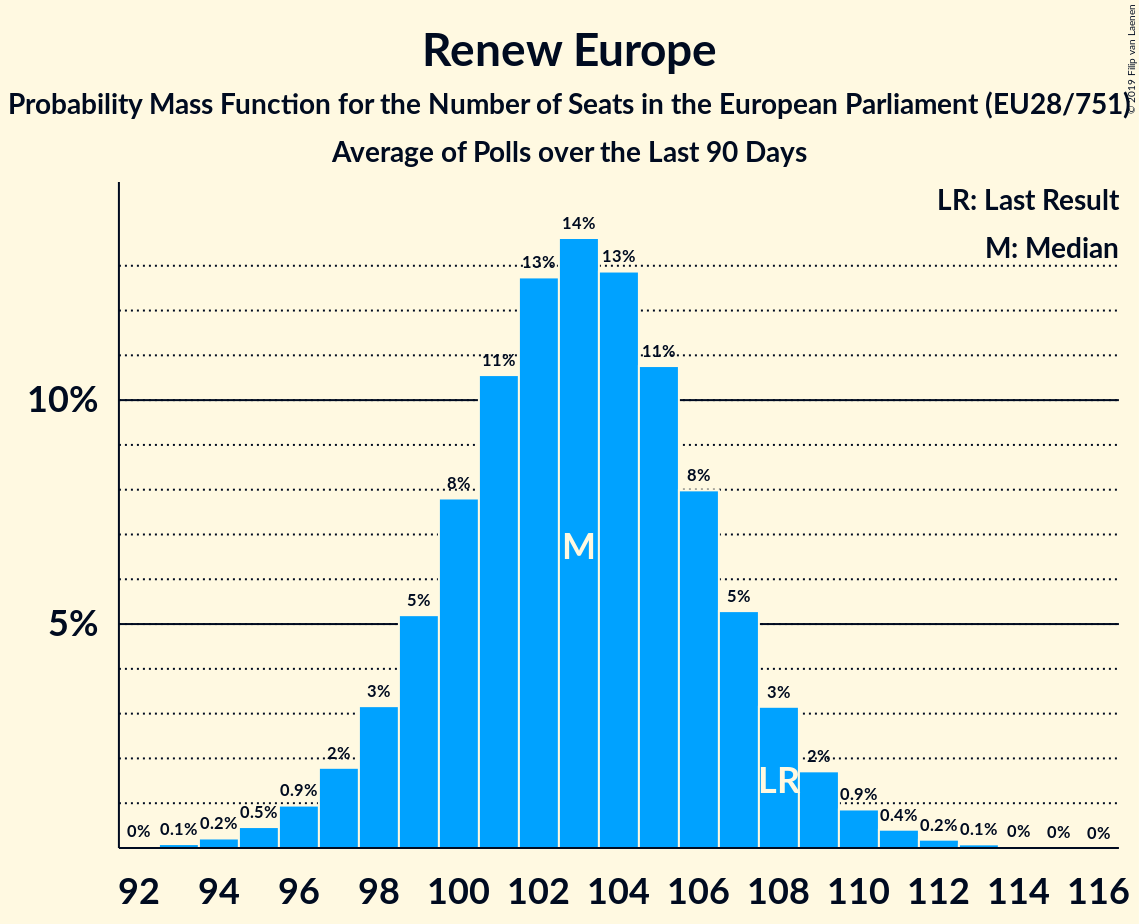 Renew Europe
Probability Mass Function for the Number of Seats in the European Parliament (EU28/751)
Average of Polls over the Last 90 Days
© 2019 Filip van Laenen
LR: Last Result
M: Median
14%
13% 13%
11% 11%
10%
8% 8%
M
5% 5%
5%
3% 3%
2% 2%
LR
0% 0.1% 0.2% 0.5% 0.9% 0.9% 0.4% 0.2% 0.1% 0% 0% 0%
92 94 96 98 100 102 104 106 108 110 112 114 116